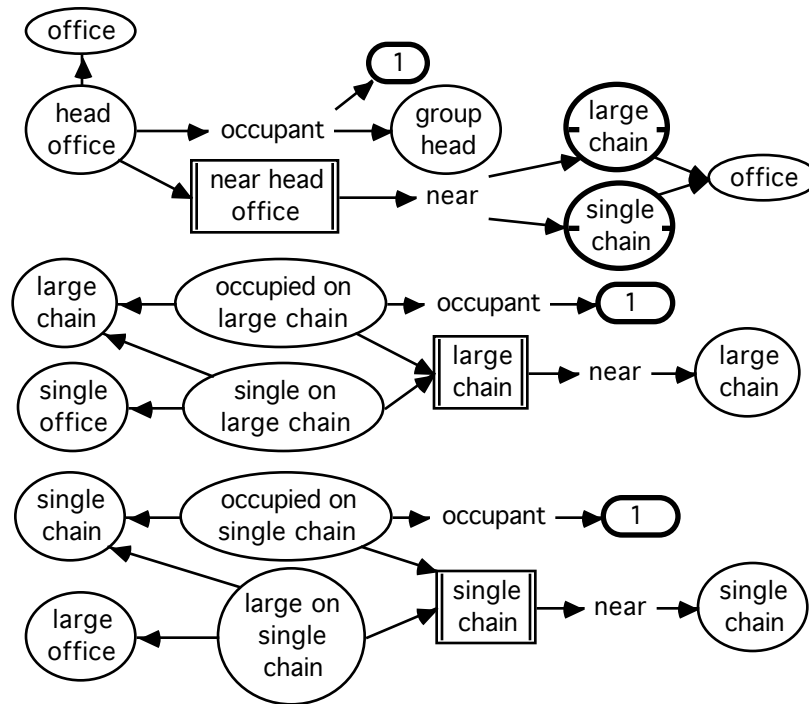 office
1
head
office
occupant
group
head
large
chain
near head
office
near
office
single
chain
large
chain
occupied on
large chain
occupant
1
large
chain
near
large
chain
single
office
single on
large chain
single
chain
occupied on
single chain
occupant
1
large
office
large on
single
chain
single
chain
near
single
chain